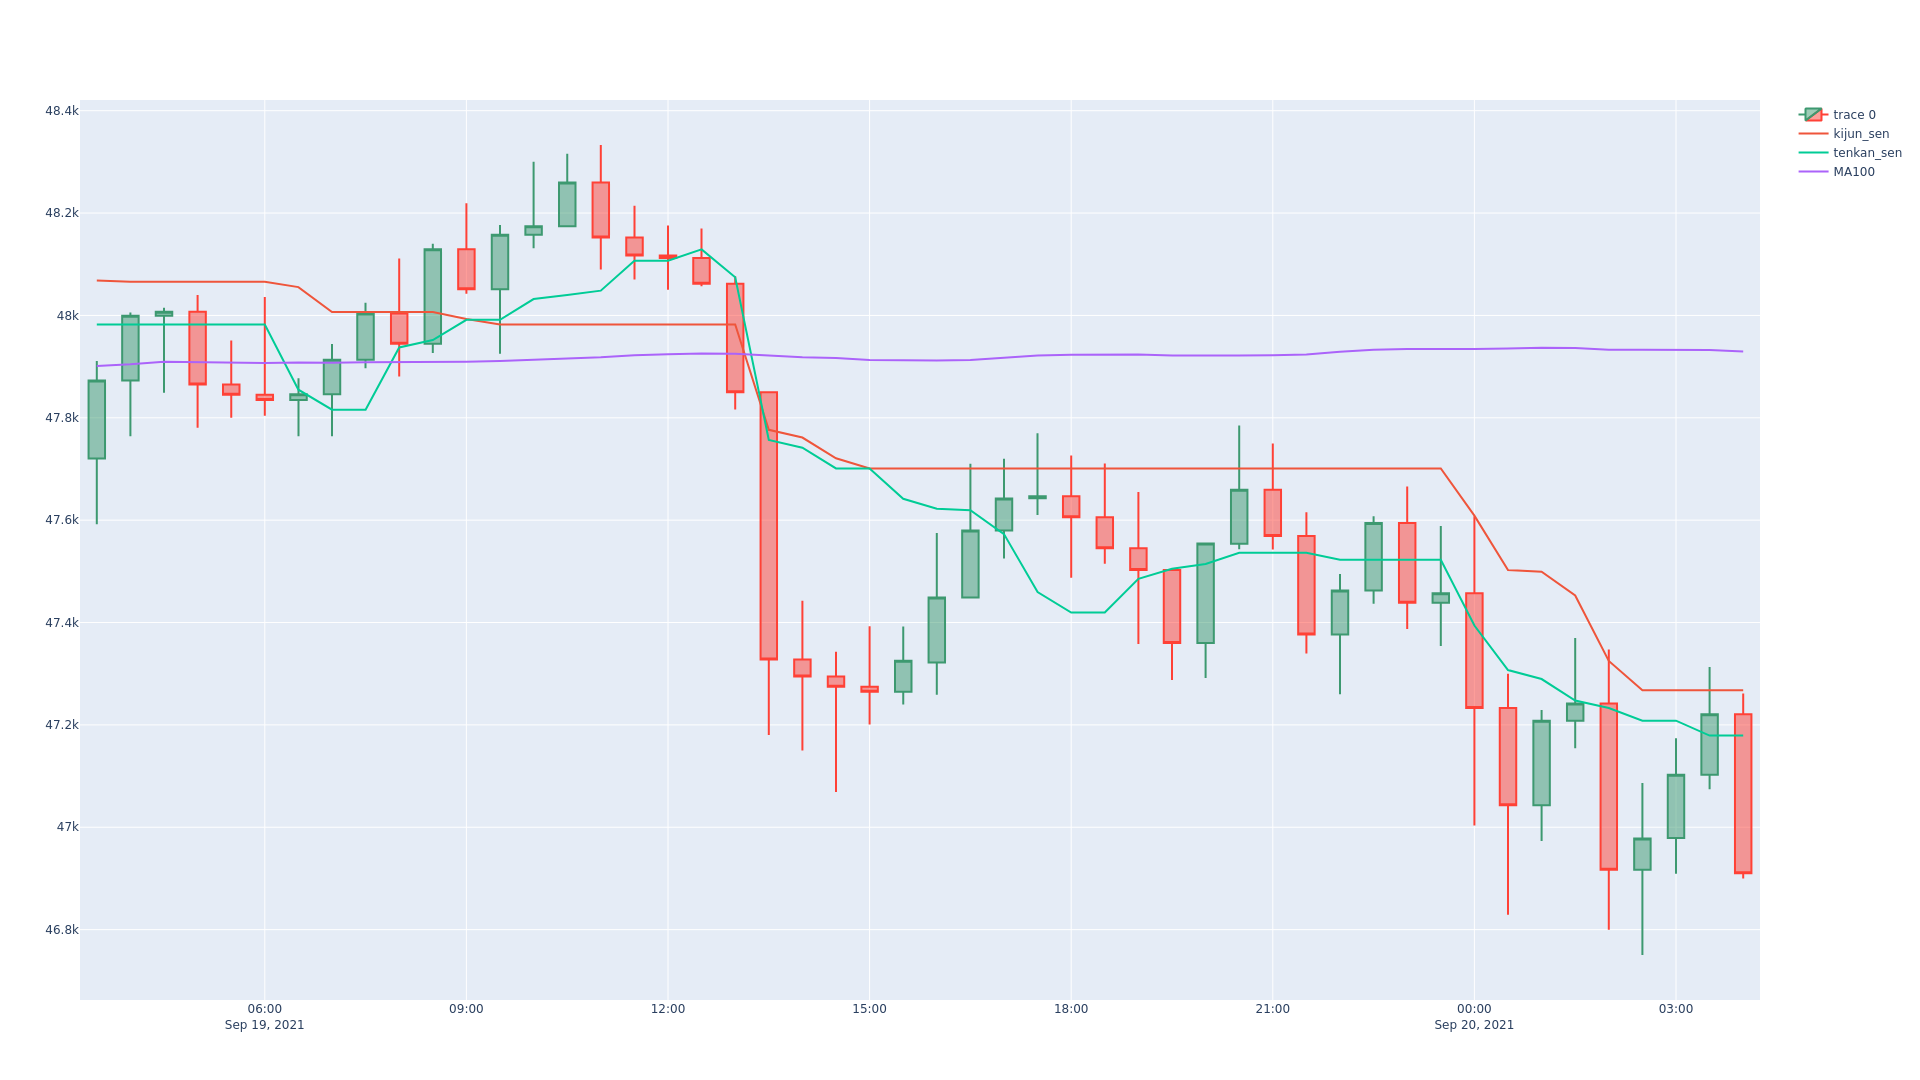 48.4k
48.2k
48k
47.8k
47.6k
47.4k
47.2k
47k
46.8k
06:00
Sep 19, 2021
09:00
12:00
15:00
18:00
21:00
00:00
Sep 20, 2021
03:00
trace 0
kijun_sen
tenkan_sen
MA100